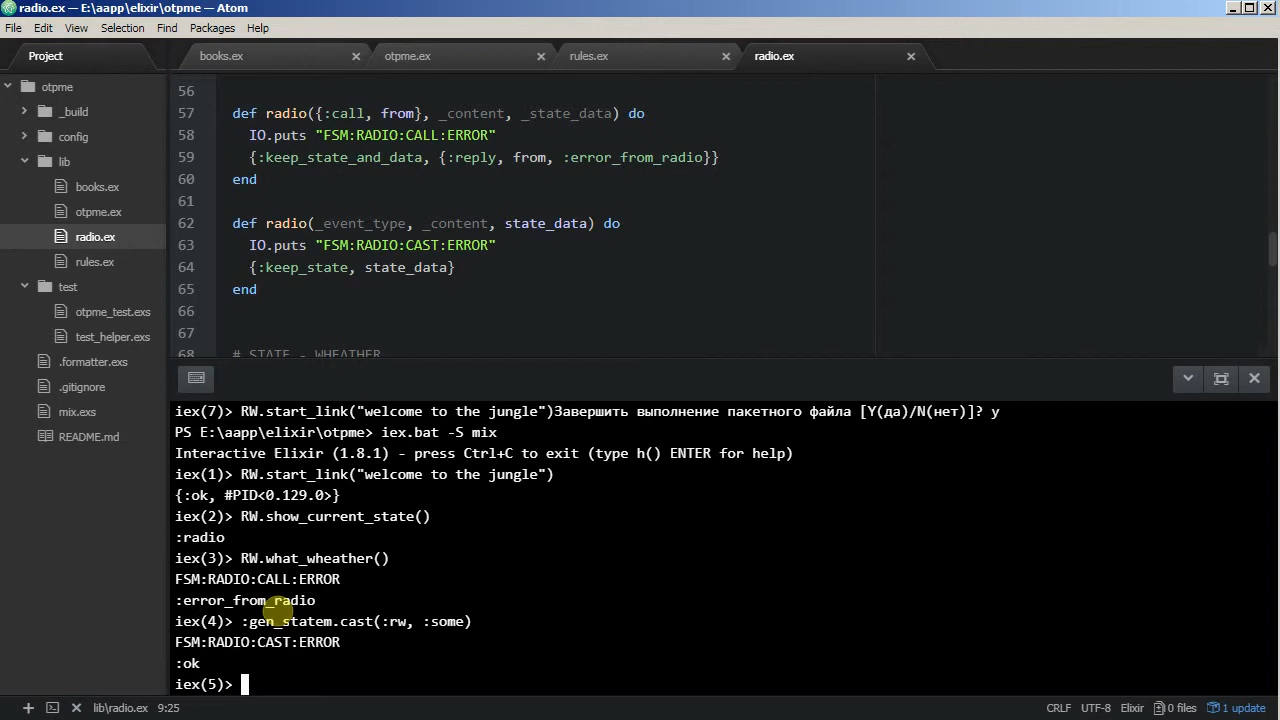 radio.ex — E:\aapp\elixir\otpme — Atom
File Edit View Selection Find Packages Help
Project
books.ex
otpme.ex
rules.ex
radio.ex
otpme
_build
config
lib
books.ex
otpme.ex
radio.ex
rules.ex
test
otpme_test.exs
test_helper.exs
.formatter.exs
.gitignore
mix.exs
README.md
56
57 def radio({:call, from}, _content, _state_data) do
58 IO.puts "FSM:RADIO:CALL:ERROR"
59 {:keep_state_and_data, {:reply, from, :error_from_radio}}
60 end
61
62 def radio(_event_type, _content, state_data) do
63 IO.puts "FSM:RADIO:CAST:ERROR"
64 {:keep_state, state_data}
65 end
66
67
68 # STATE - WHEATHER
iex(7)> RW.start_link("welcome to the jungle")Завершить выполнение пакетного файла [Y(да)/N(нет)]? y
PS E:\aapp\elixir\otpme> iex.bat -S mix
Interactive Elixir (1.8.1) - press Ctrl+C to exit (type h() ENTER for help)
iex(1)> RW.start_link("welcome to the jungle")
{:ok, #PID<0.129.0>}
iex(2)> RW.show_current_state()
:radio
iex(3)> RW.what_wheather()
FSM:RADIO:CALL:ERROR
:error_from_radio
iex(4)> :gen_statem.cast(:rw, :some)
FSM:RADIO:CAST:ERROR
:ok
iex(5)>
lib\radio.ex 9:25 CRLF UTF-8 Elixir 0 files 1 update